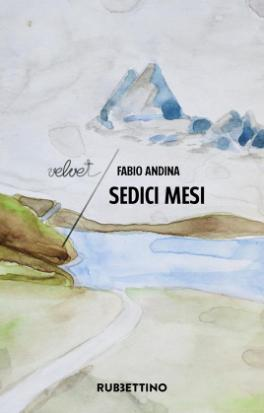 velvet
FABIO ANDINA
SEDICI MESI
RUBBETTINO